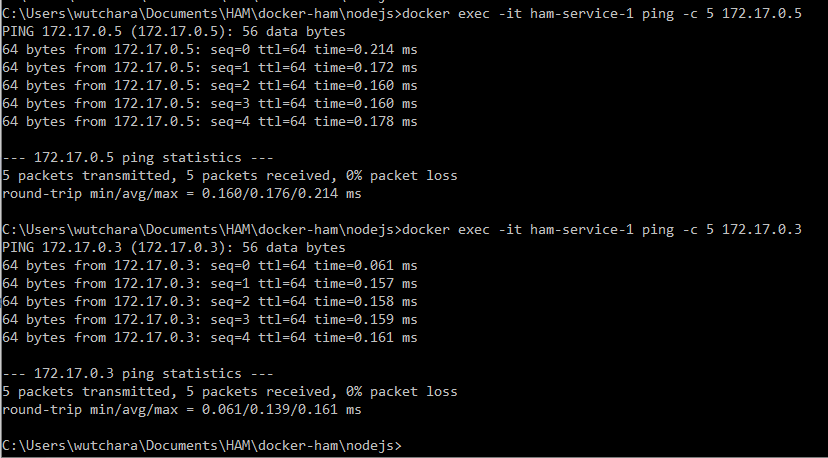 C:\Users\wutchara\Documents\HAM\docker-ham\nodejs>docker exec -it ham-service-1 ping -c 5 172.17.0.5
PING 172.17.0.5 (172.17.0.5): 56 data bytes
64 bytes from 172.17.0.5: seq=0 ttl=64 time=0.214 ms
64 bytes from 172.17.0.5: seq=1 ttl=64 time=0.172 ms
64 bytes from 172.17.0.5: seq=2 ttl=64 time=0.160 ms
64 bytes from 172.17.0.5: seq=3 ttl=64 time=0.160 ms
64 bytes from 172.17.0.5: seq=4 ttl=64 time=0.178 ms
--- 172.17.0.5 ping statistics ---
5 packets transmitted, 5 packets received, 0% packet loss
round-trip min/avg/max = 0.160/0.176/0.214 ms
C:\Users\wutchara\Documents\HAM\docker-ham\nodejs>docker exec -it ham-service-1 ping -c 5 172.17.0.3
PING 172.17.0.3 (172.17.0.3): 56 data bytes
64 bytes from 172.17.0.3: seq=0 ttl=64 time=0.061 ms
64 bytes from 172.17.0.3: seq=1 ttl=64 time=0.157 ms
64 bytes from 172.17.0.3: seq=2 ttl=64 time=0.158 ms
64 bytes from 172.17.0.3: seq=3 ttl=64 time=0.159 ms
64 bytes from 172.17.0.3: seq=4 ttl=64 time=0.161 ms
--- 172.17.0.3 ping statistics ---
5 packets transmitted, 5 packets received, 0% packet loss
round-trip min/avg/max = 0.061/0.139/0.161 ms
C:\Users\wutchara\Documents\HAM\docker-ham\nodejs>